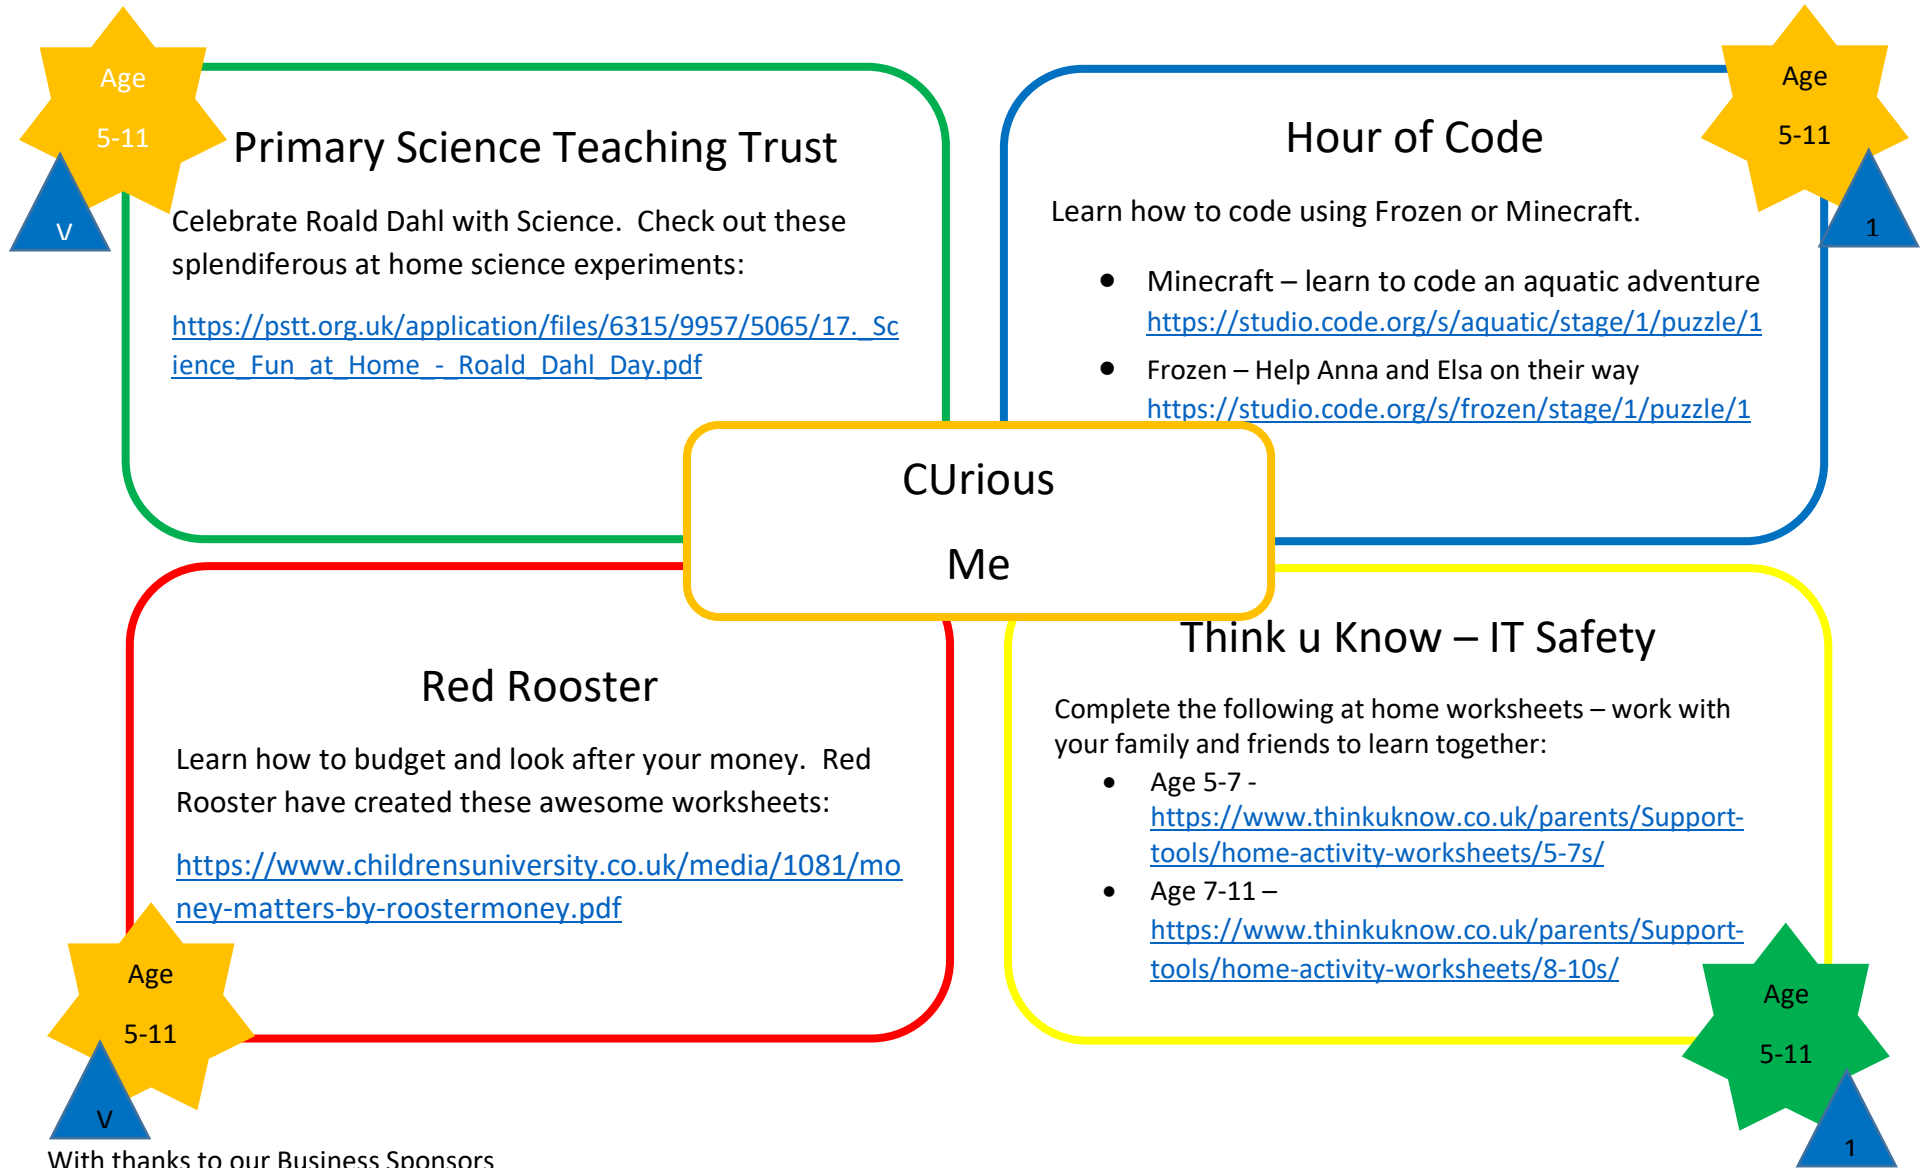 Age
5-11
V
Primary Science Teaching Trust
Celebrate Roald Dahl with Science.  Check out these
splendiferous at home science experiments:
https://pstt.org.uk/application/files/6315/9957/5065/17._Sc
ience_Fun_at_Home_-_Roald_Dahl_Day.pdf
Age
5-11
1
Hour of Code
Learn how to code using Frozen or Minecraft.
● Minecraft – learn to code an aquatic adventure
https://studio.code.org/s/aquatic/stage/1/puzzle/1
● Frozen – Help Anna and Elsa on their way
https://studio.code.org/s/frozen/stage/1/puzzle/1
CUrious
Me
Red Rooster
Learn how to budget and look after your money.  Red
Rooster have created these awesome worksheets:
https://www.childrensuniversity.co.uk/media/1081/mo
ney-matters-by-roostermoney.pdf
Age
5-11
V
Think u Know – IT Safety
Complete the following at home worksheets – work with
your family and friends to learn together:
● Age 5-7 -
https://www.thinkuknow.co.uk/parents/Support-
tools/home-activity-worksheets/5-7s/
● Age 7-11 –
https://www.thinkuknow.co.uk/parents/Support-
tools/home-activity-worksheets/8-10s/
Age
5-11
1
With thanks to our Business Sponsors